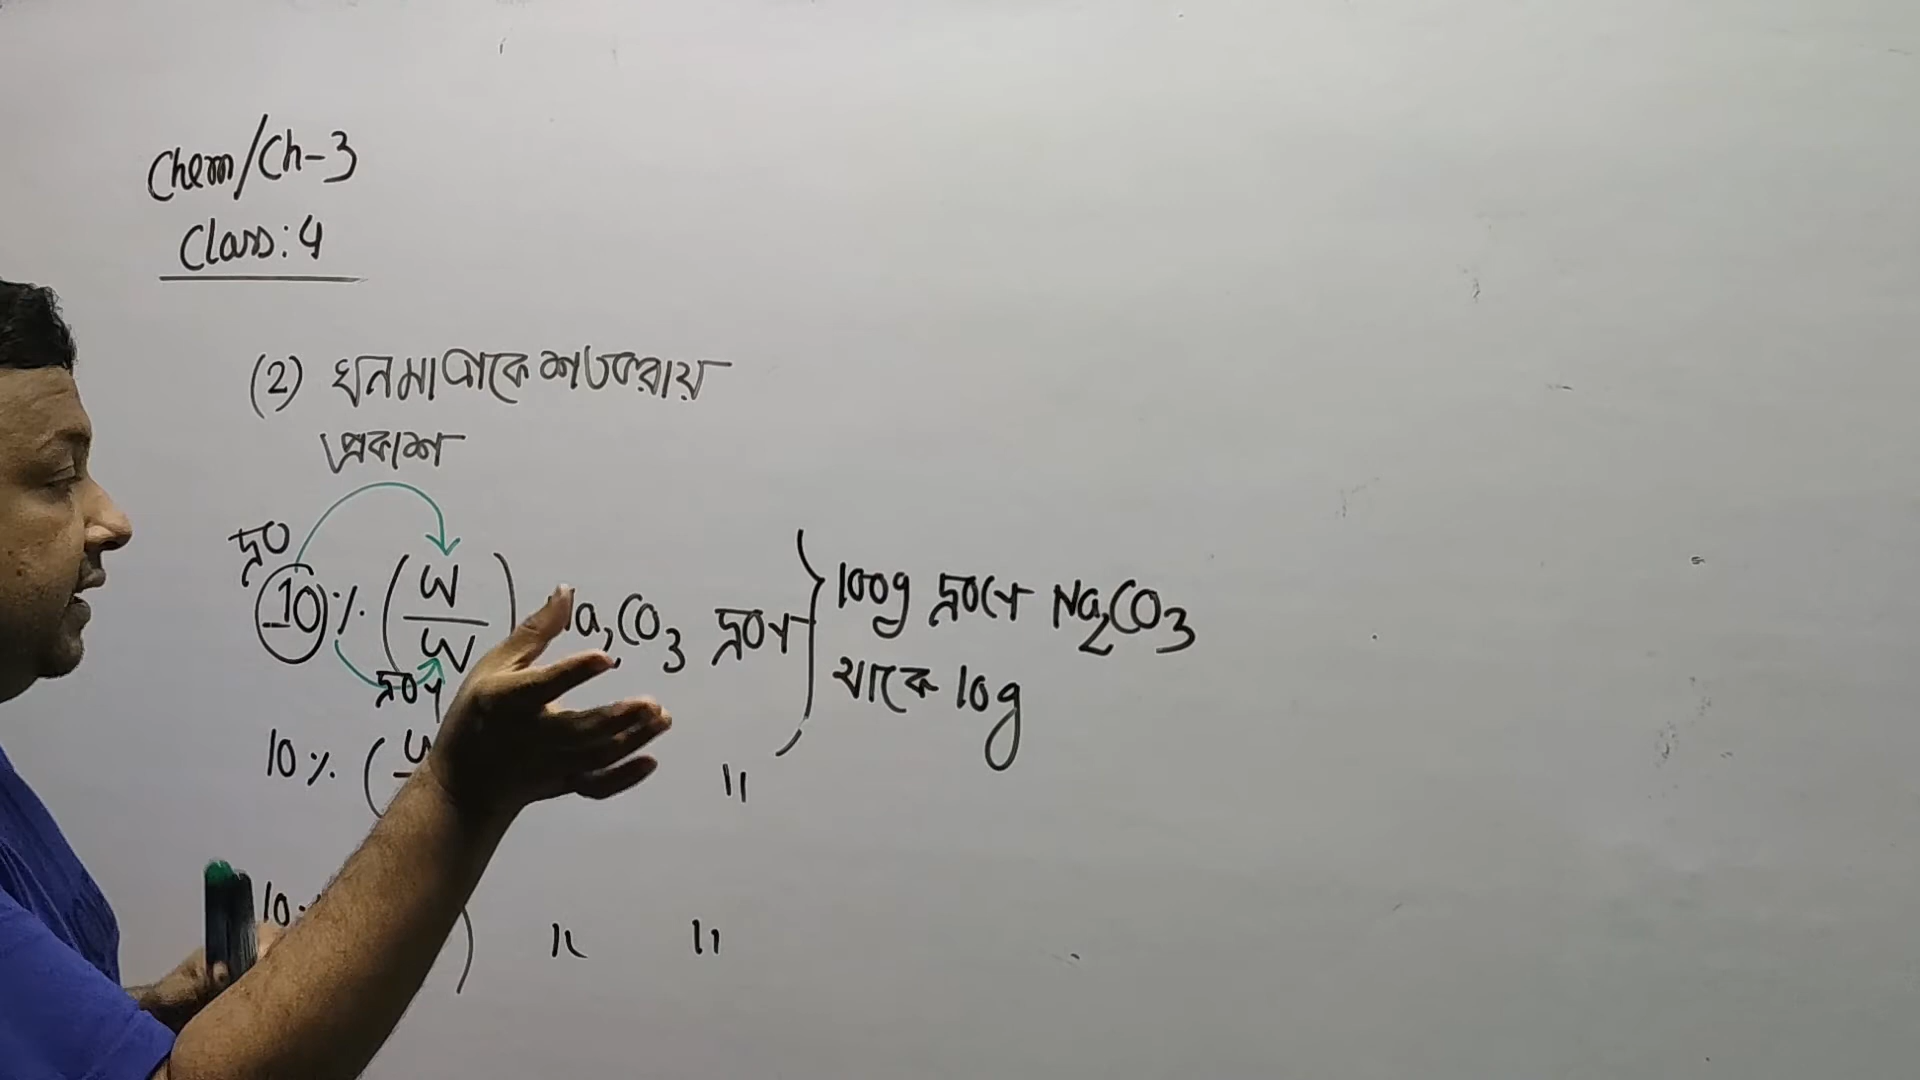 Chem/Ch-3
Class: 4
(2) ঘনমাত্রাকে শতকরায়
প্রকাশ
দ্রব
10% (W/W) Na2CO3 দ্রবণ } 100g দ্রবণে Na2CO3
থাকে 10g
দ্রবণ
10% ( "
10 ) " "